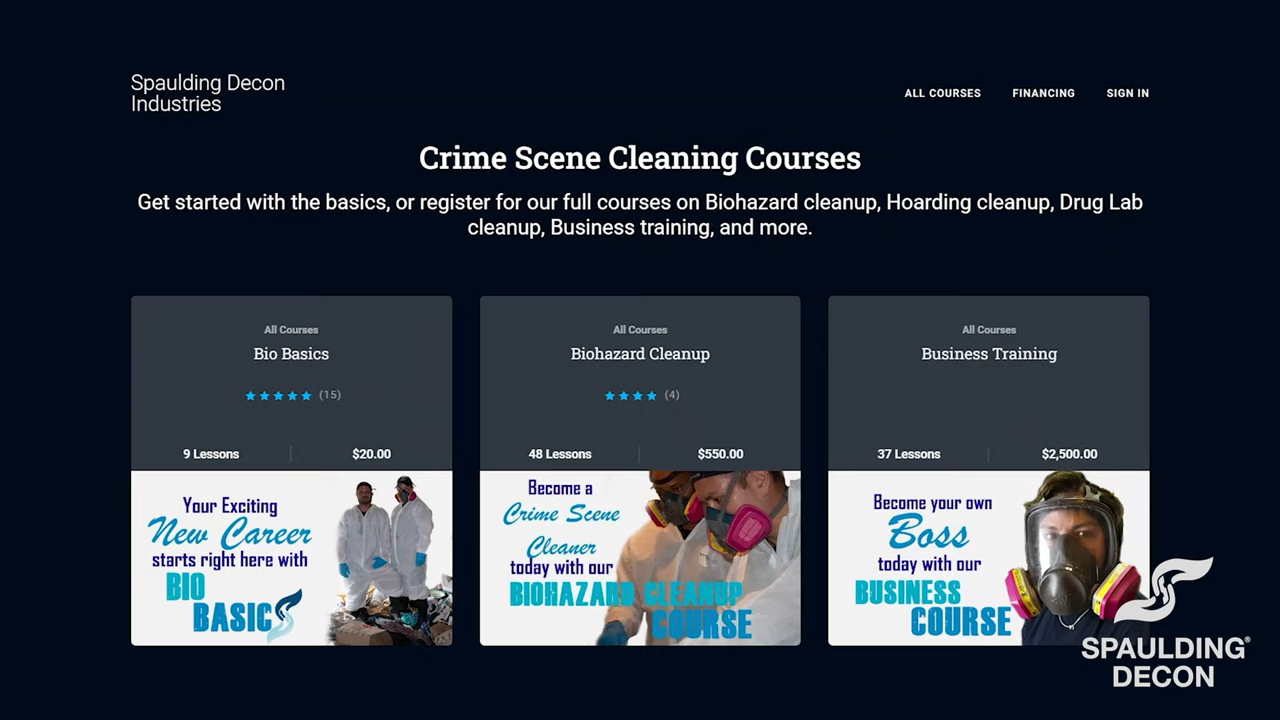 Spaulding Decon
Industries
ALL COURSES
FINANCING
SIGN IN
Crime Scene Cleaning Courses
Get started with the basics, or register for our full courses on Biohazard cleanup, Hoarding cleanup, Drug Lab
cleanup, Business training, and more.
All Courses
Bio Basics
(15)
9 Lessons
$20.00
Your Exciting
New Career
starts right here with
BIO
BASICS
All Courses
Biohazard Cleanup
(4)
48 Lessons
$550.00
Become a
Crime Scene
Cleaner
today with our
BIOHAZARD CLEANUP
COURSE
All Courses
Business Training
37 Lessons
$2,500.00
Become your own
Boss
today with our
BUSINESS
COURSE
SPAULDING®
DECON